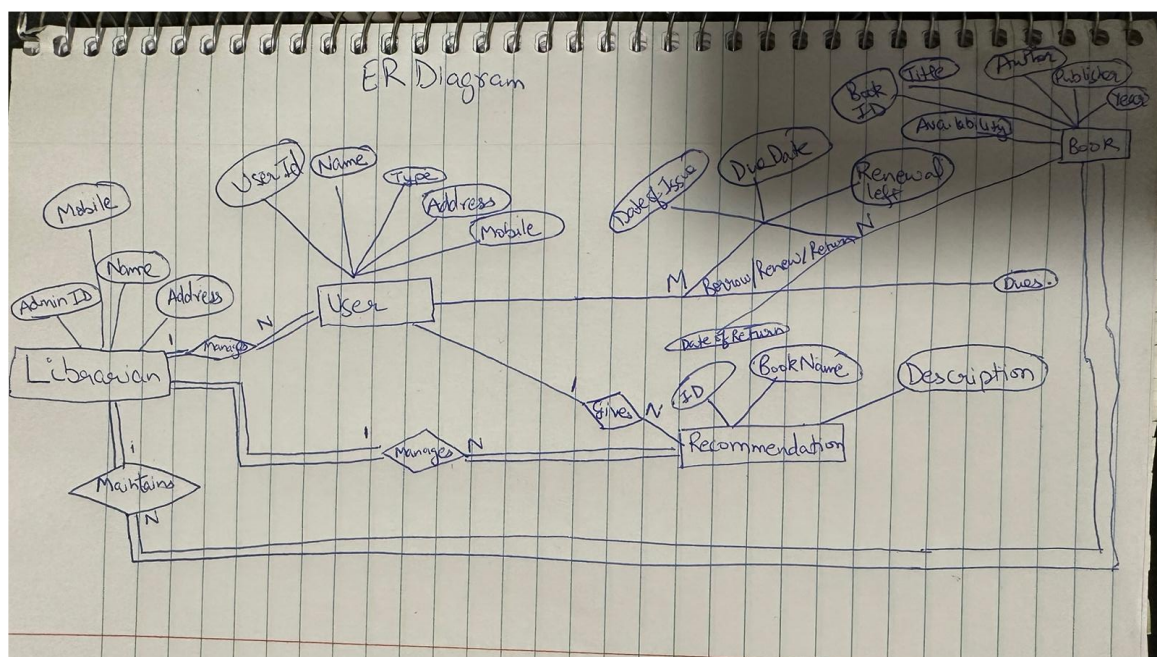 ER Diagram
Title
Author
Publisher
Year
Book
ID
Availability
Book
User Id
Name
Type
Address
Mobile
Date of Issue
Due Date
Renewal
left
Mobile
Name
Admin ID
Address
M
N
Borrow/Renew/Return
Dues.
User
1
Manages
N
Librarian
Date of Return
ID
BookName
Description
1
Gives
N
Recommendation
1
Manages
N
1
Maintains
N